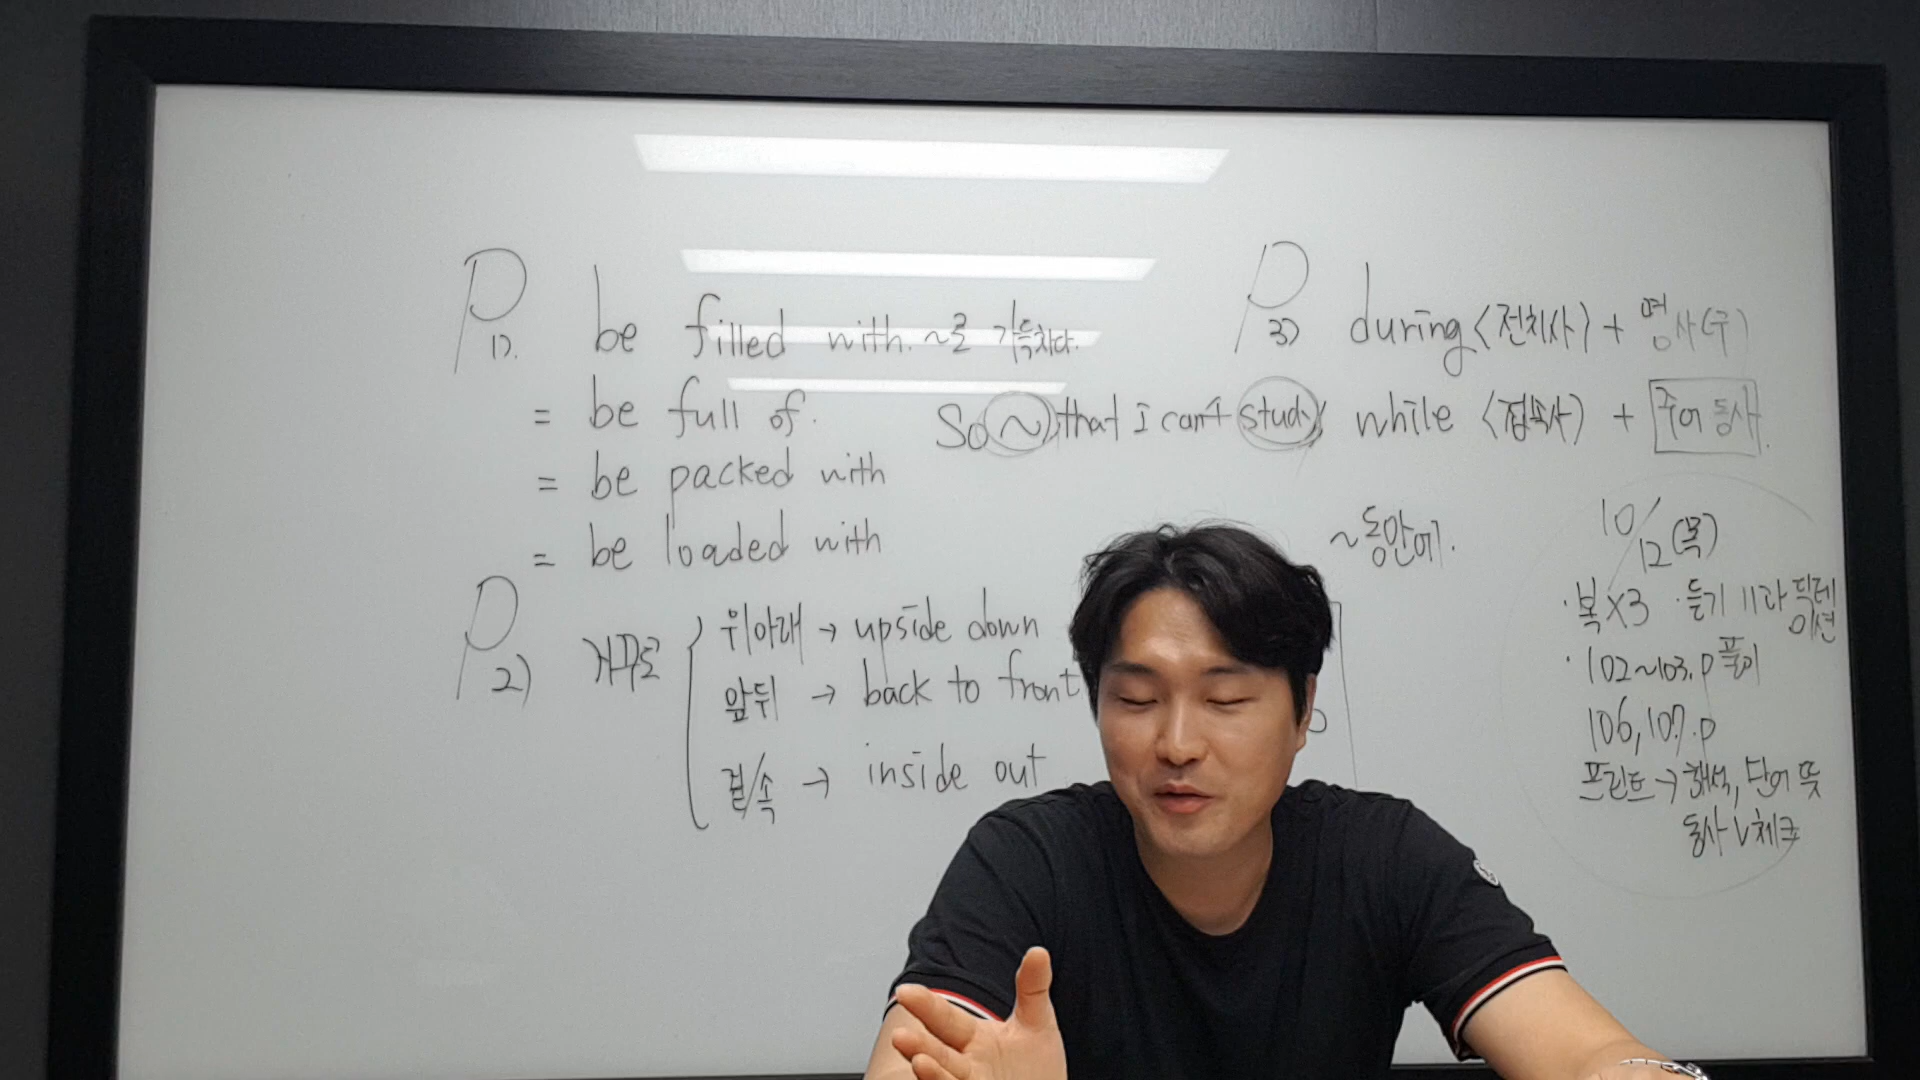 P 1). be filled with. ~로 가득차다.
= be full of.
= be packed with
= be loaded with
P 2) 거꾸로
위아래 → upside down
앞뒤 → back to front
겉/속 → inside out
So ~ that I can't study
P 3) during <전치사> + 명사(구)
while <접속사> + 주어 동사.
~동안에.
10/12(목)
·복x3 ·듣기 11과 딕테이션
·102~103.p 풀이
106, 107.p
프린트 → 해석, 단어 뜻
동사 V 체크